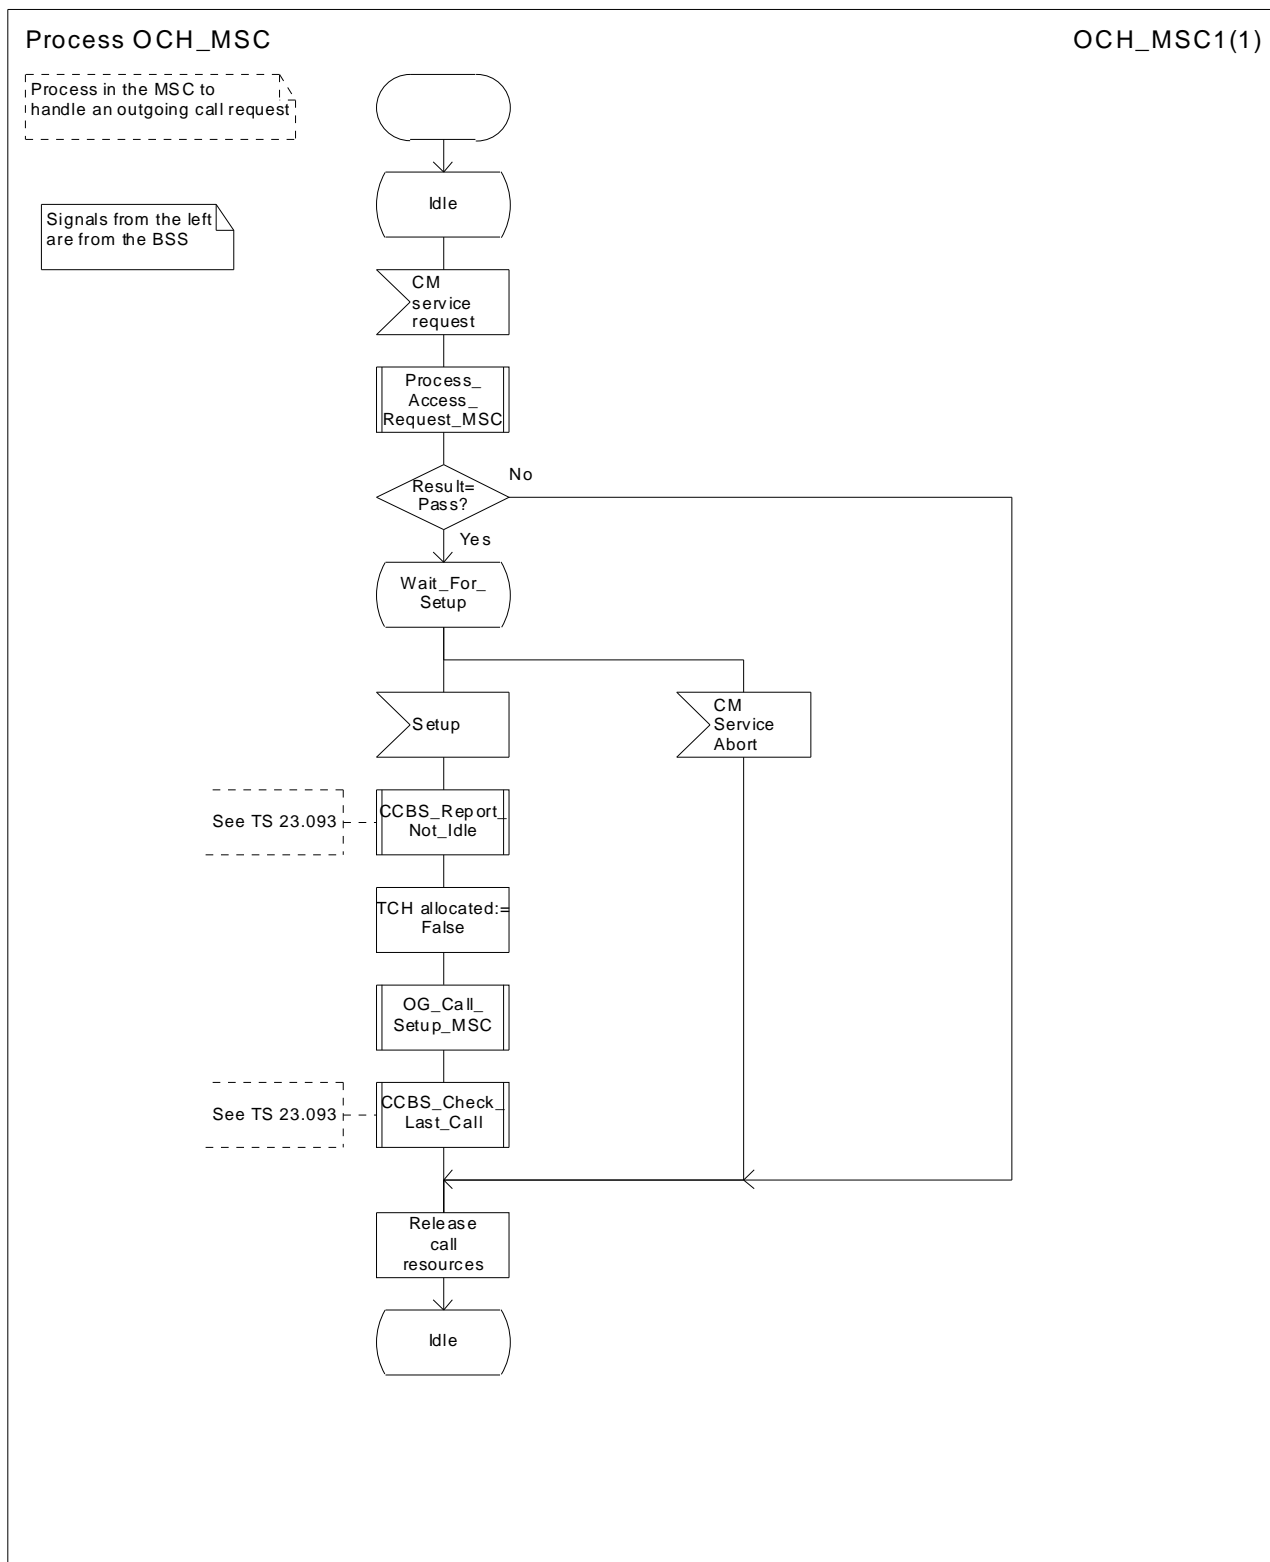 Process OCH_MSC
OCH_MSC1(1)
Process in the MSC to
handle an outgoing call request
Idle
Signals from the left
are from the BSS
CM
service
request
Process_
Access_
Request_MSC
No
Result=
Pass?
Yes
Wait_For_
Setup
Setup
CM
Service
Abort
See TS 23.093
CCBS_Report_
Not_Idle
TCH allocated:=
False
OG_Call_
Setup_MSC
See TS 23.093
CCBS_Check_
Last_Call
Release
call
resources
Idle